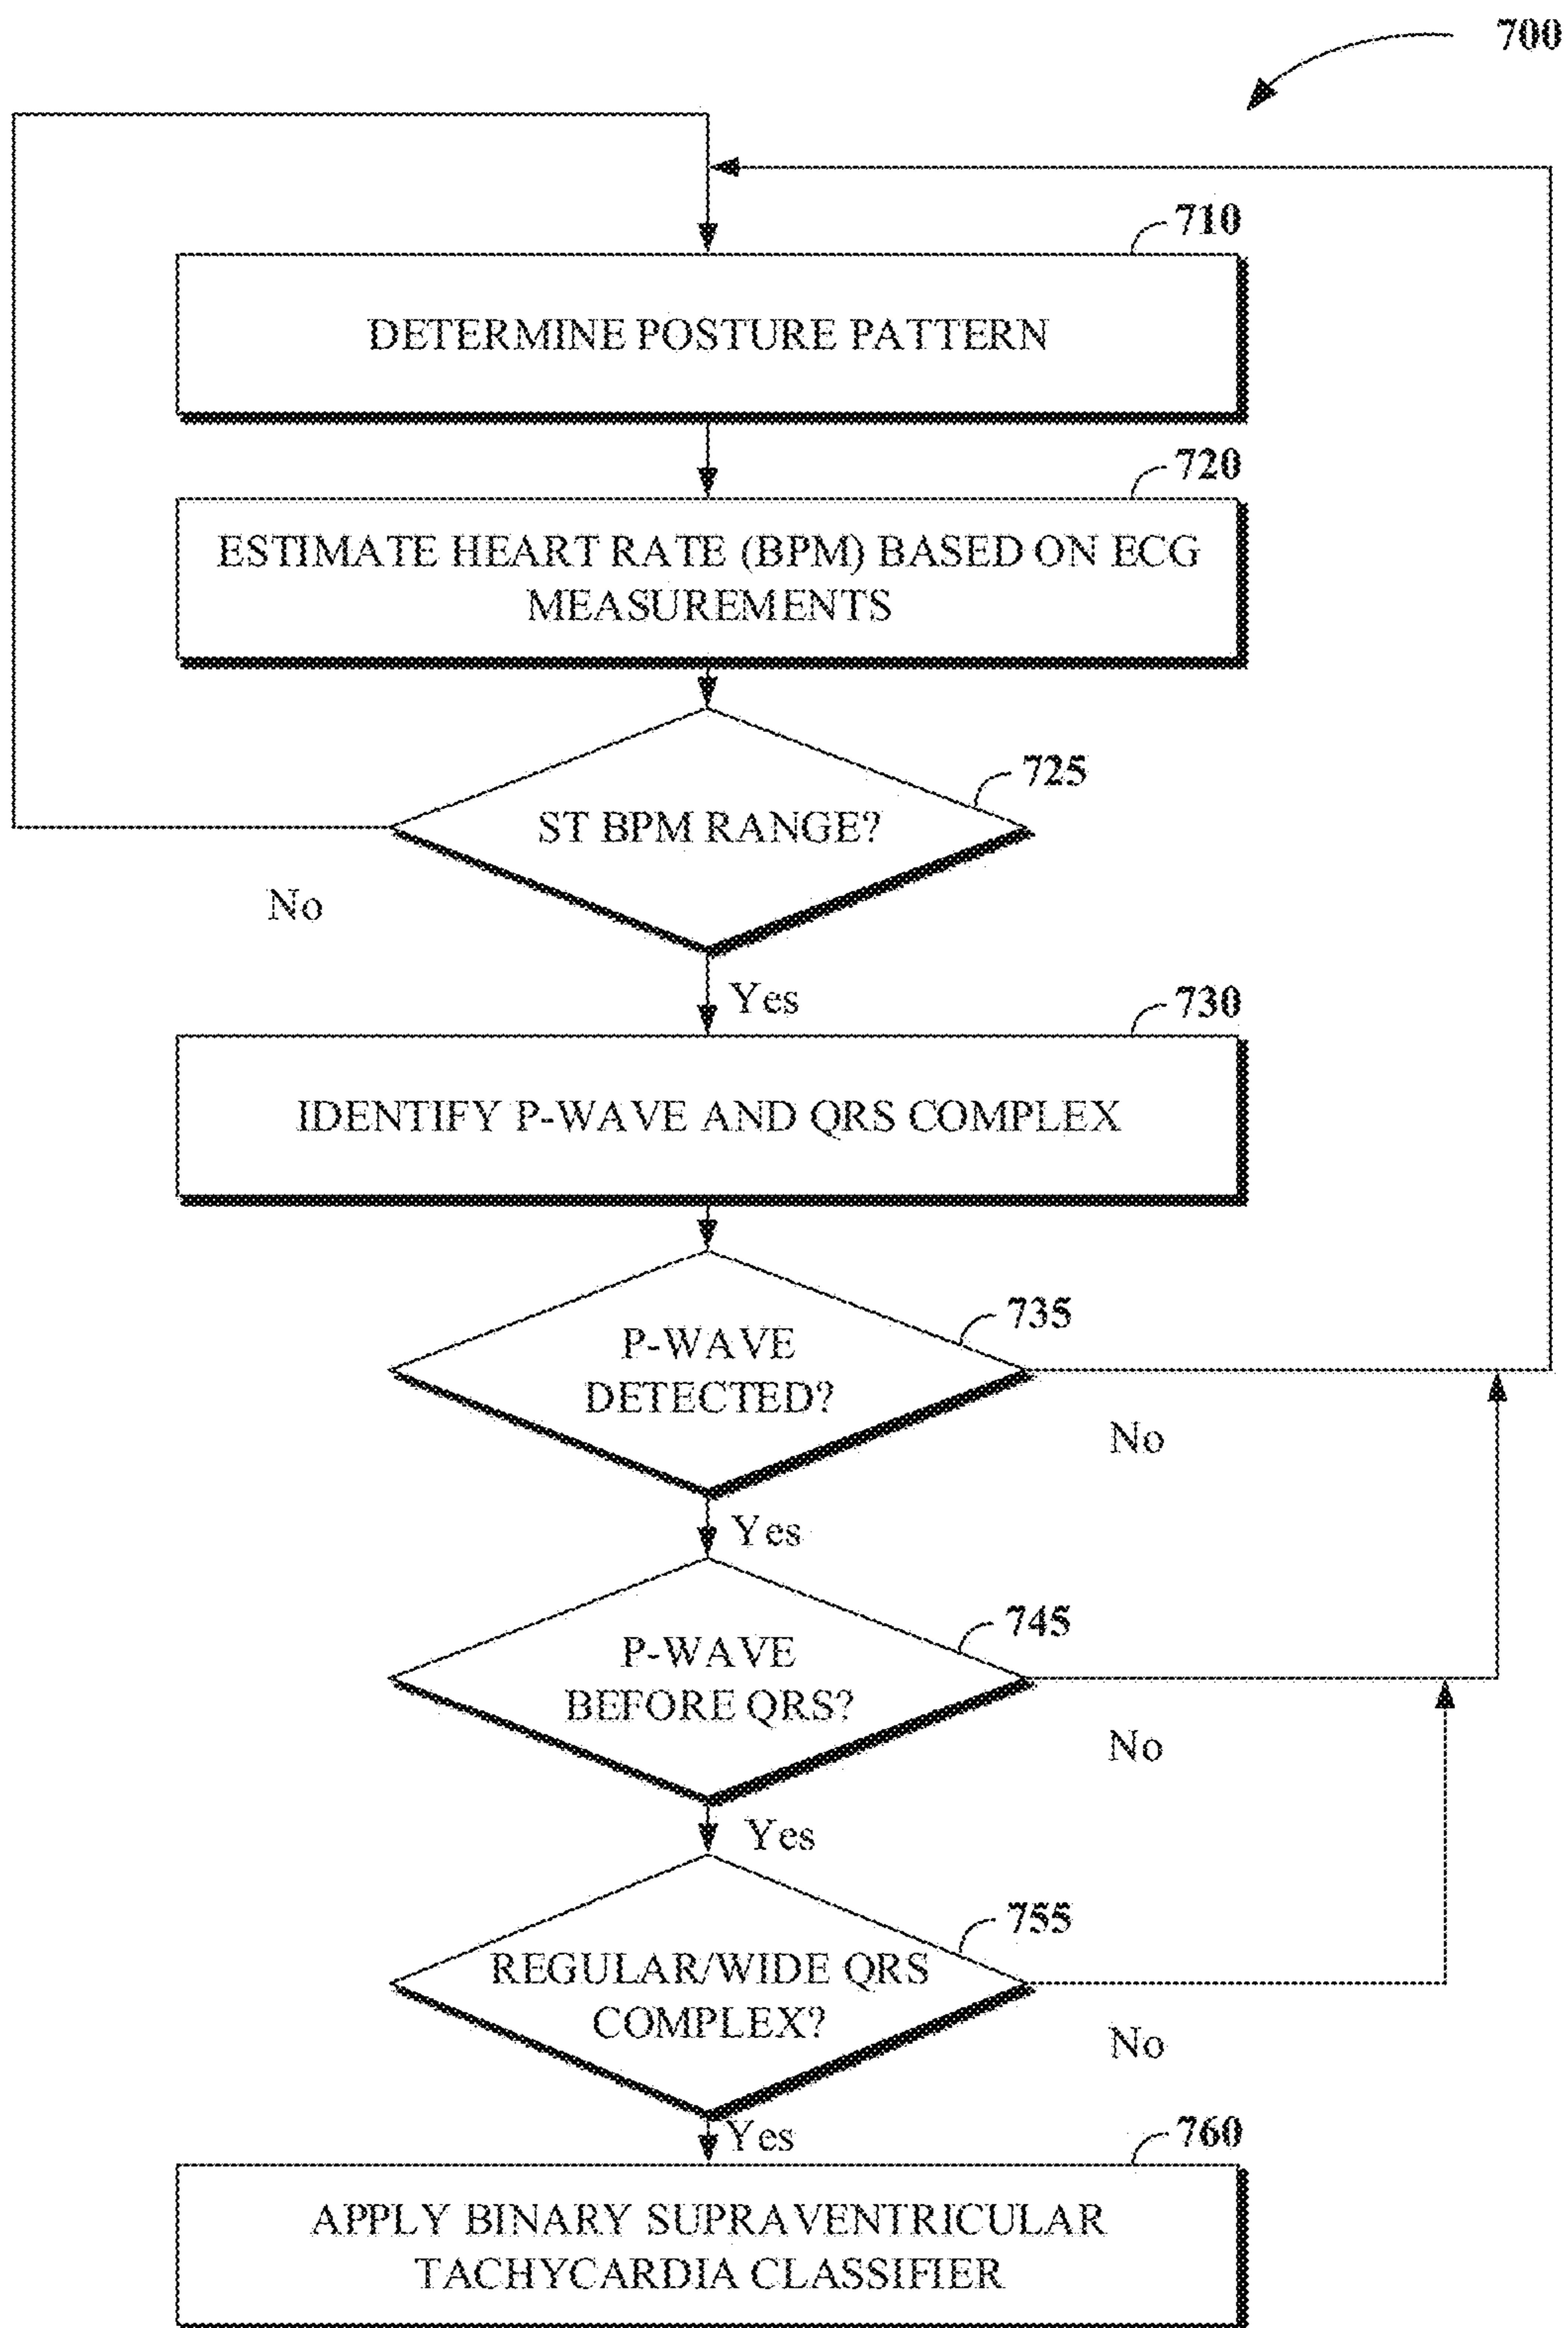 700
710
DETERMINE POSTURE PATTERN
720
ESTIMATE HEART RATE (BPM) BASED ON ECG
MEASUREMENTS
725
ST BPM RANGE?
No
Yes
730
IDENTIFY P-WAVE AND QRS COMPLEX
735
P-WAVE
DETECTED?
No
Yes
745
P-WAVE
BEFORE QRS?
No
Yes
755
REGULAR/WIDE QRS
COMPLEX?
No
Yes
760
APPLY BINARY SUPRAVENTRICULAR
TACHYCARDIA CLASSIFIER